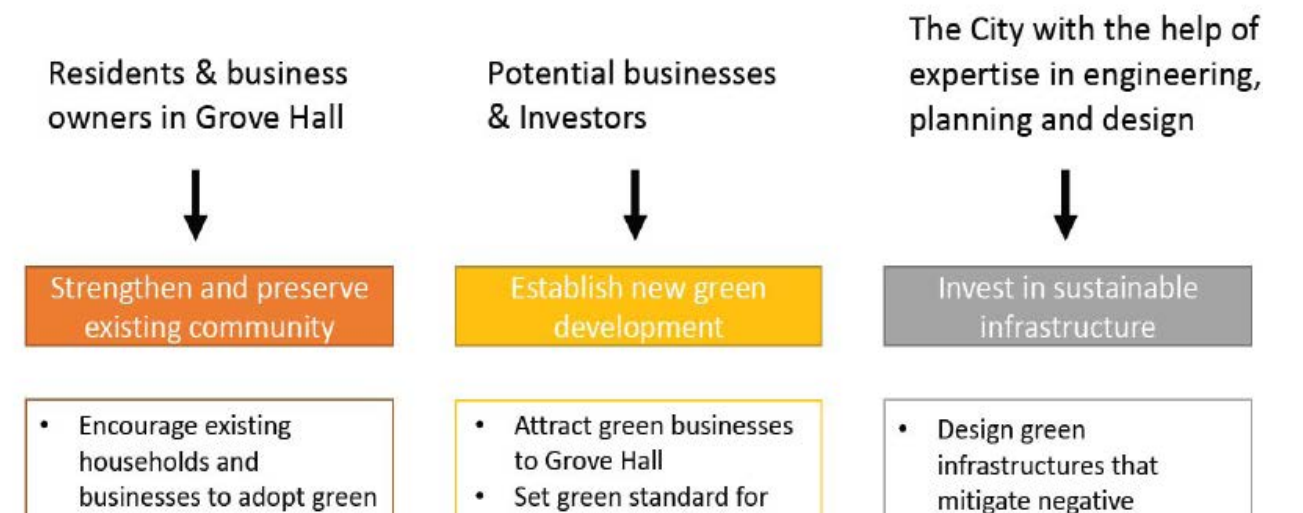 Residents & business
owners in Grove Hall
Potential businesses
& Investors
The City with the help of
expertise in engineering,
planning and design
Strengthen and preserve
existing community
Establish new green
development
Invest in sustainable
infrastructure
• Encourage existing
households and
businesses to adopt green
• Attract green businesses
to Grove Hall
• Set green standard for
• Design green
infrastructures that
mitigate negative